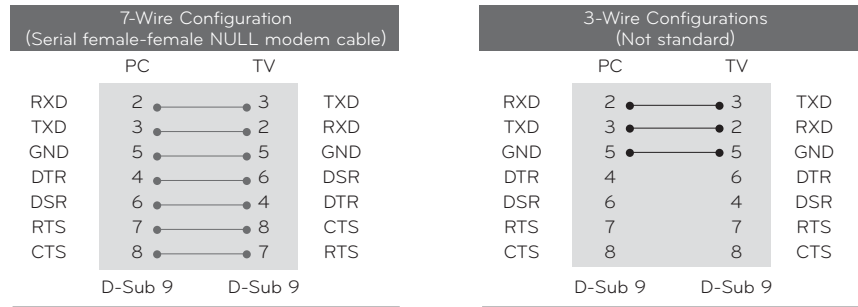 7-Wire Configuration
(Serial female-female NULL modem cable)
PC TV
RXD 2 3 TXD
TXD 3 2 RXD
GND 5 5 GND
DTR 4 6 DSR
DSR 6 4 DTR
RTS 7 8 CTS
CTS 8 7 RTS
D-Sub 9 D-Sub 9
3-Wire Configurations
(Not standard)
PC TV
RXD 2 3 TXD
TXD 3 2 RXD
GND 5 5 GND
DTR 4 6 DTR
DSR 6 4 DSR
RTS 7 7 RTS
CTS 8 8 CTS
D-Sub 9 D-Sub 9